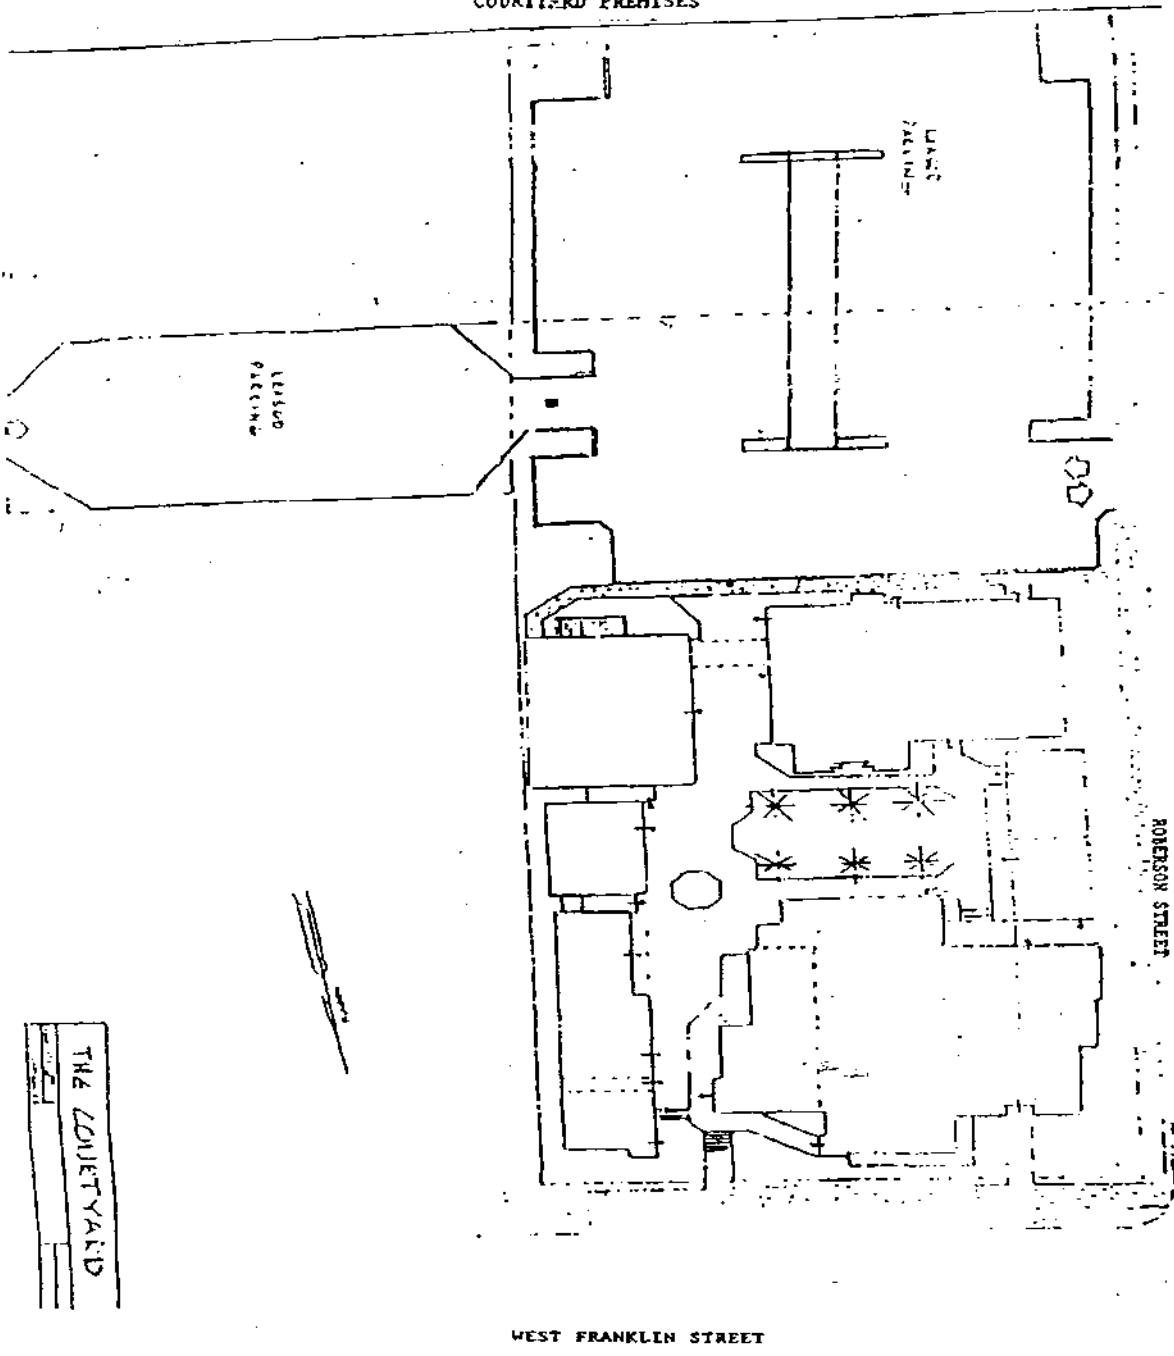 COURTYARD PREMISES
LEASED
PARKING
ROBERSON STREET
THE COURTYARD
WEST FRANKLIN STREET